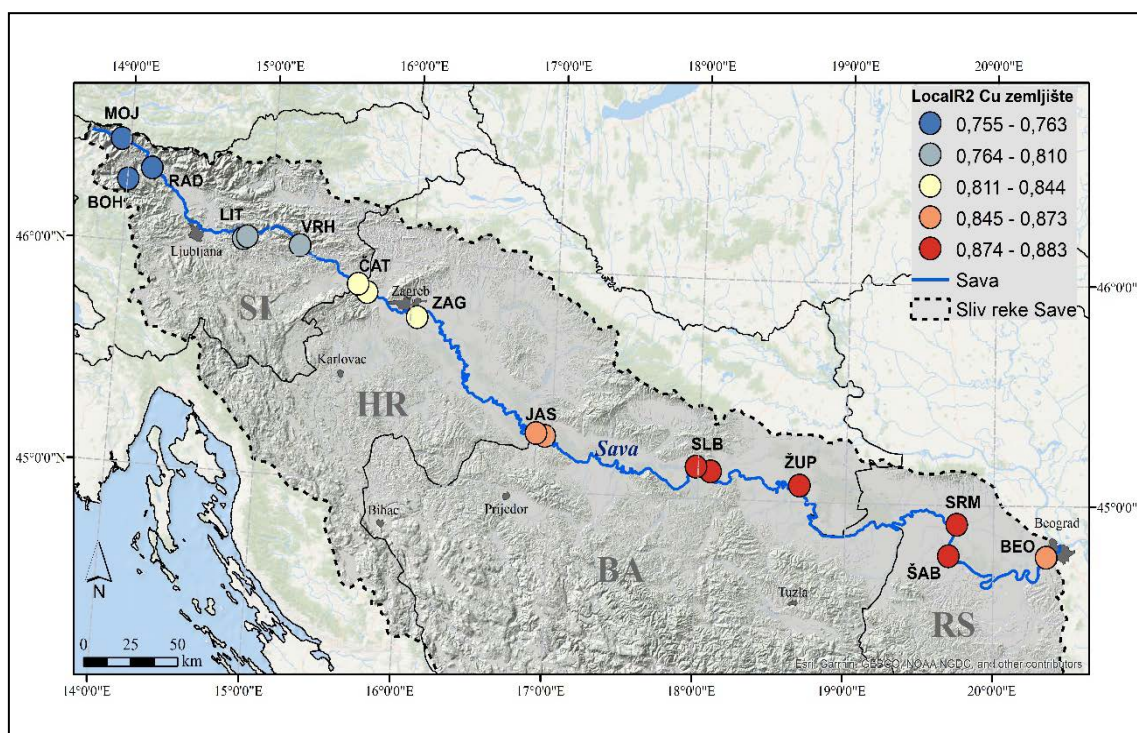 14°0'0"E 15°0'0"E 16°0'0"E 17°0'0"E 18°0'0"E 19°0'0"E 20°0'0"E
LocalR2 Cu zemljište
0,755 - 0,763
0,764 - 0,810
0,811 - 0,844
0,845 - 0,873
0,874 - 0,883
Sava
Sliv reke Save
MOJ
RAD
BOH
LIT
VRH
Ljubljana
46°0'0"N
46°0'0"N
ČAT
Zagreb
ZAG
SI
Karlovac
HR
JAS
Sava
SLB
ŽUP
45°0'0"N
45°0'0"N
SRM
Beograd
BEO
ŠAB
Bihac
Prijedor
BA
Tuzla
RS
N
0 25 50
km
Esri, Garmin, GEBCO, NOAA NGDC, and other contributors
14°0'0"E 15°0'0"E 16°0'0"E 17°0'0"E 18°0'0"E 19°0'0"E 20°0'0"E